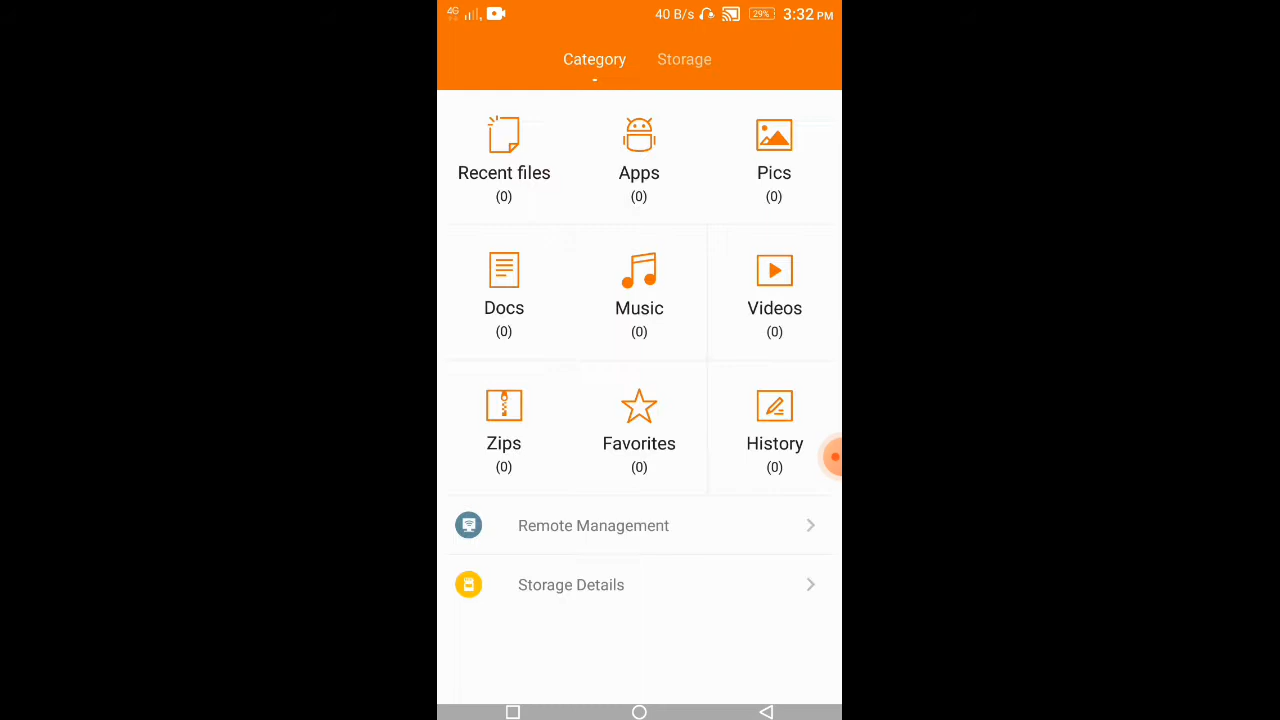 4G 40 B/s 29% 3:32 PM
Category Storage
Recent files Apps Pics
(0) (0) (0)
Docs Music Videos
(0) (0) (0)
Zips Favorites History
(0) (0) (0)
Remote Management
Storage Details